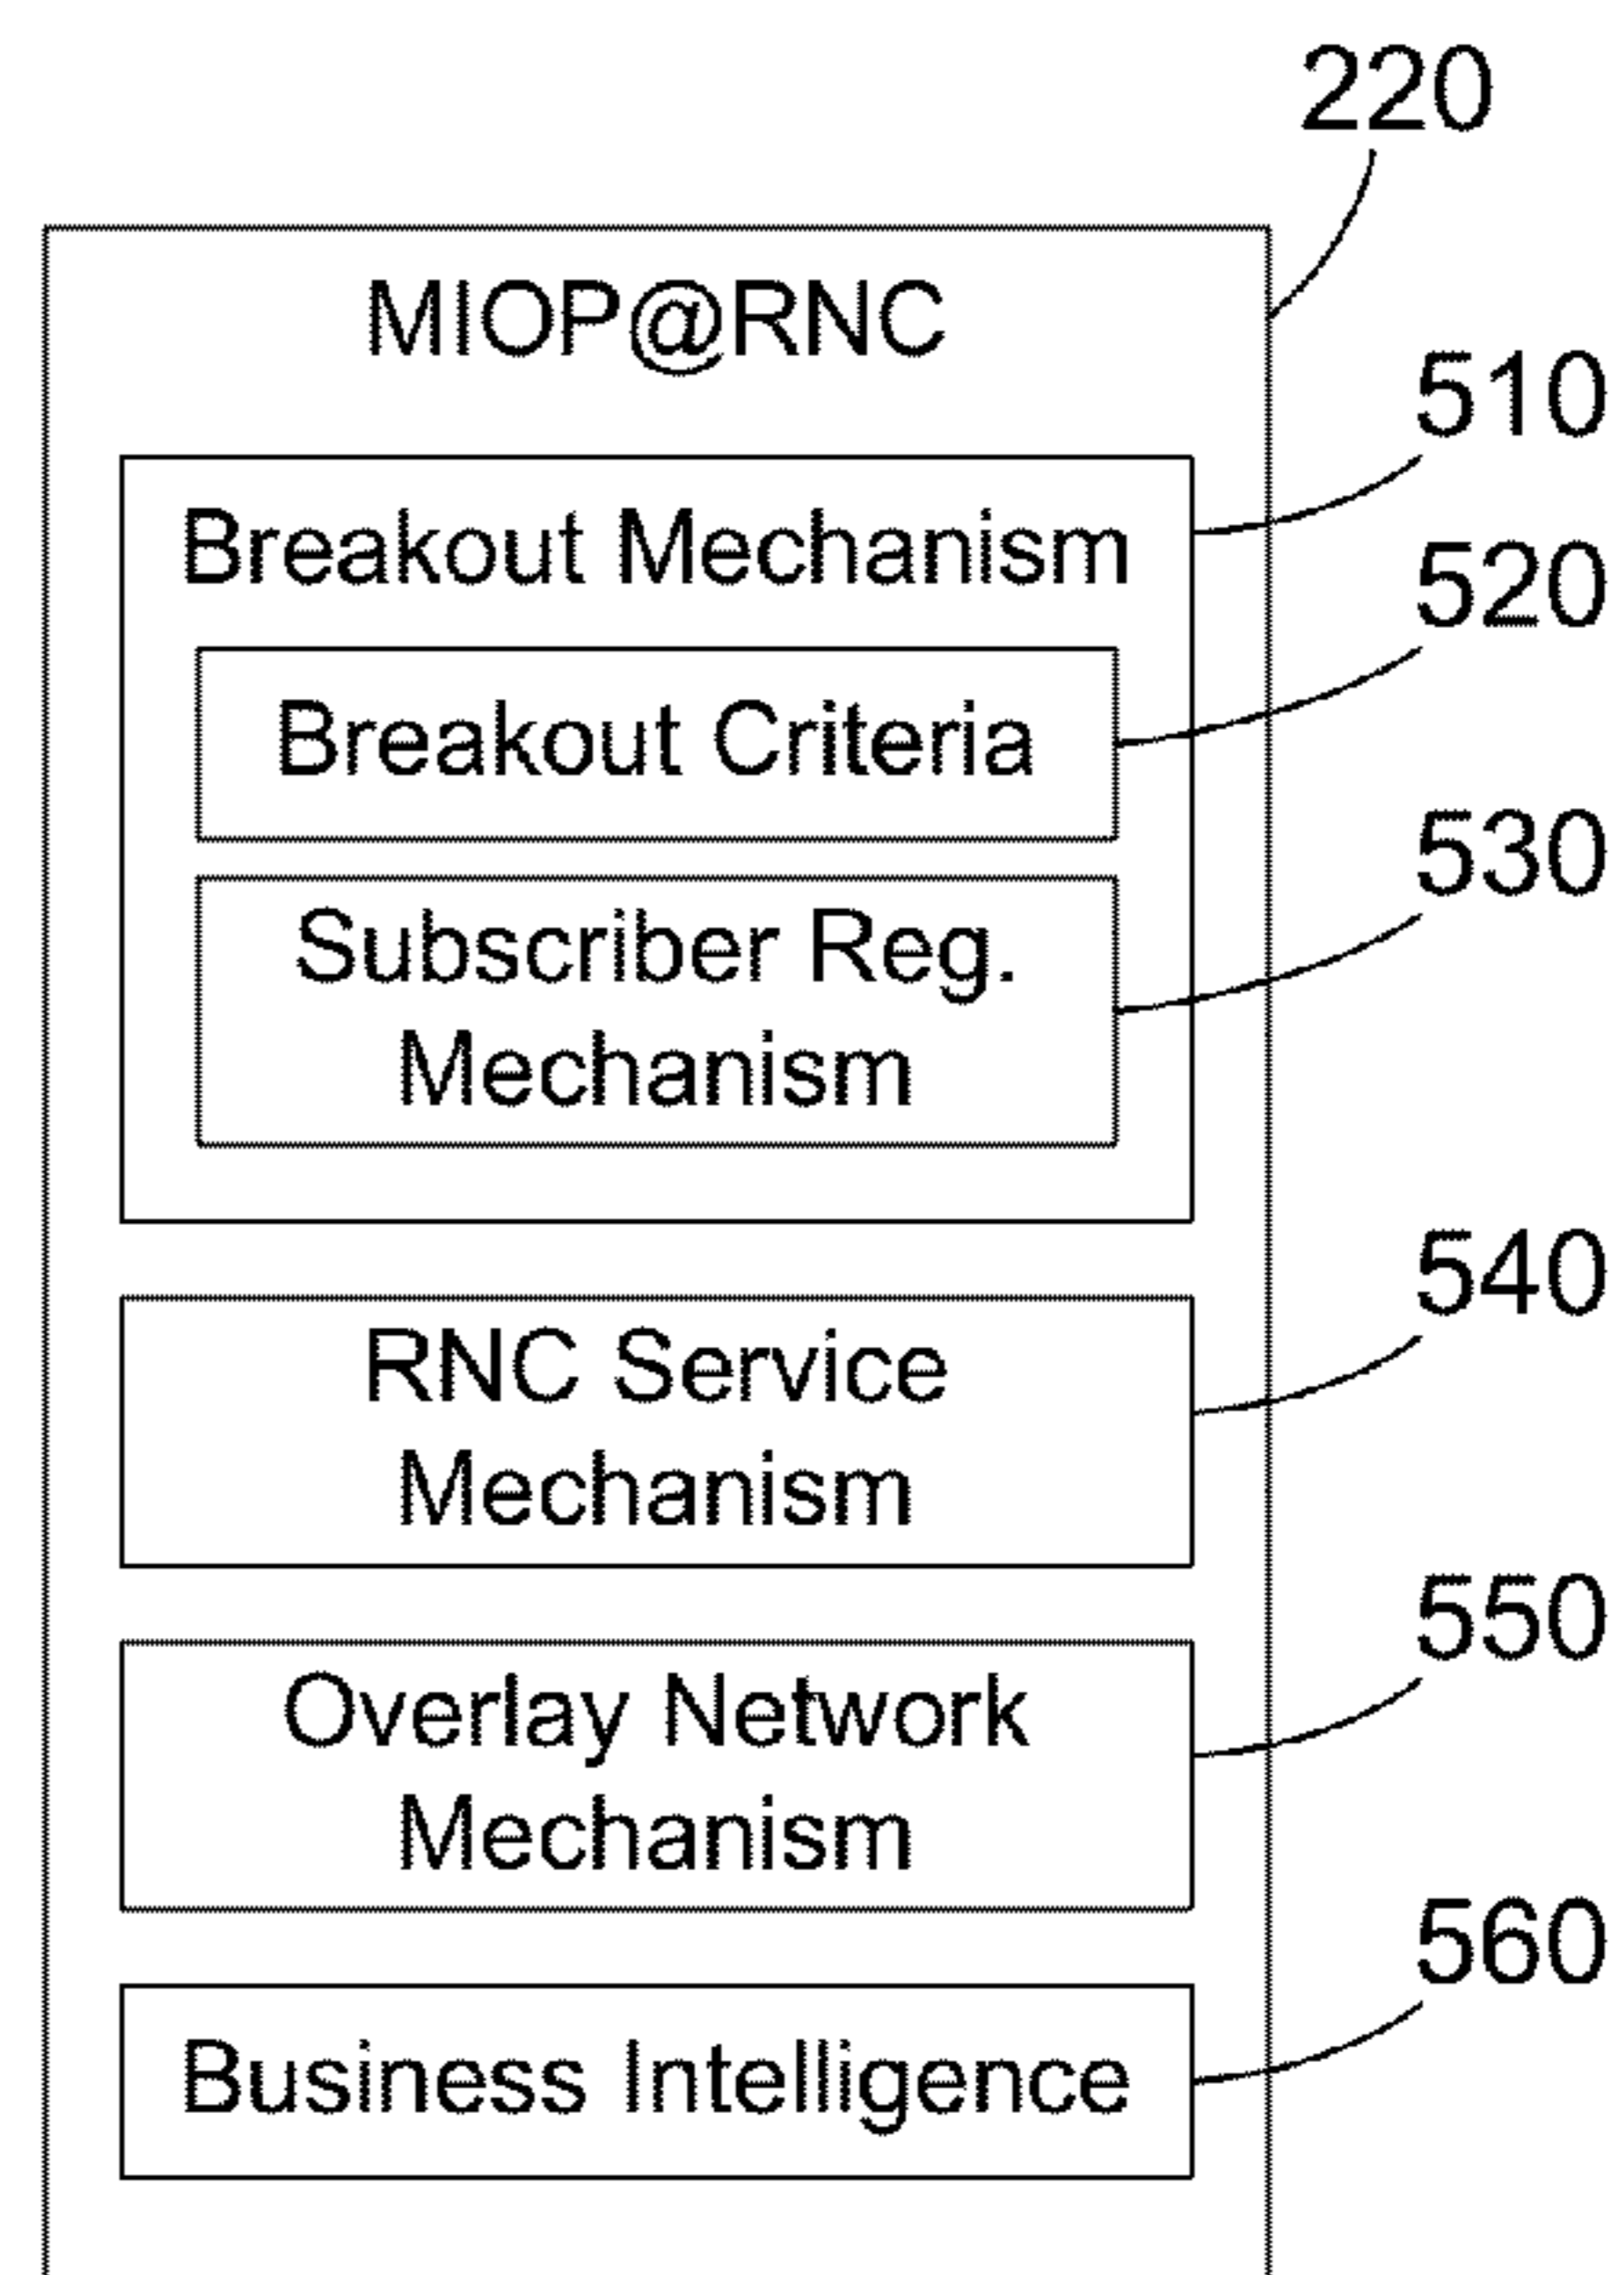 220
MIOP@RNC
510
Breakout Mechanism
520
Breakout Criteria
530
Subscriber Reg.
Mechanism
540
RNC Service
Mechanism
550
Overlay Network
Mechanism
560
Business Intelligence